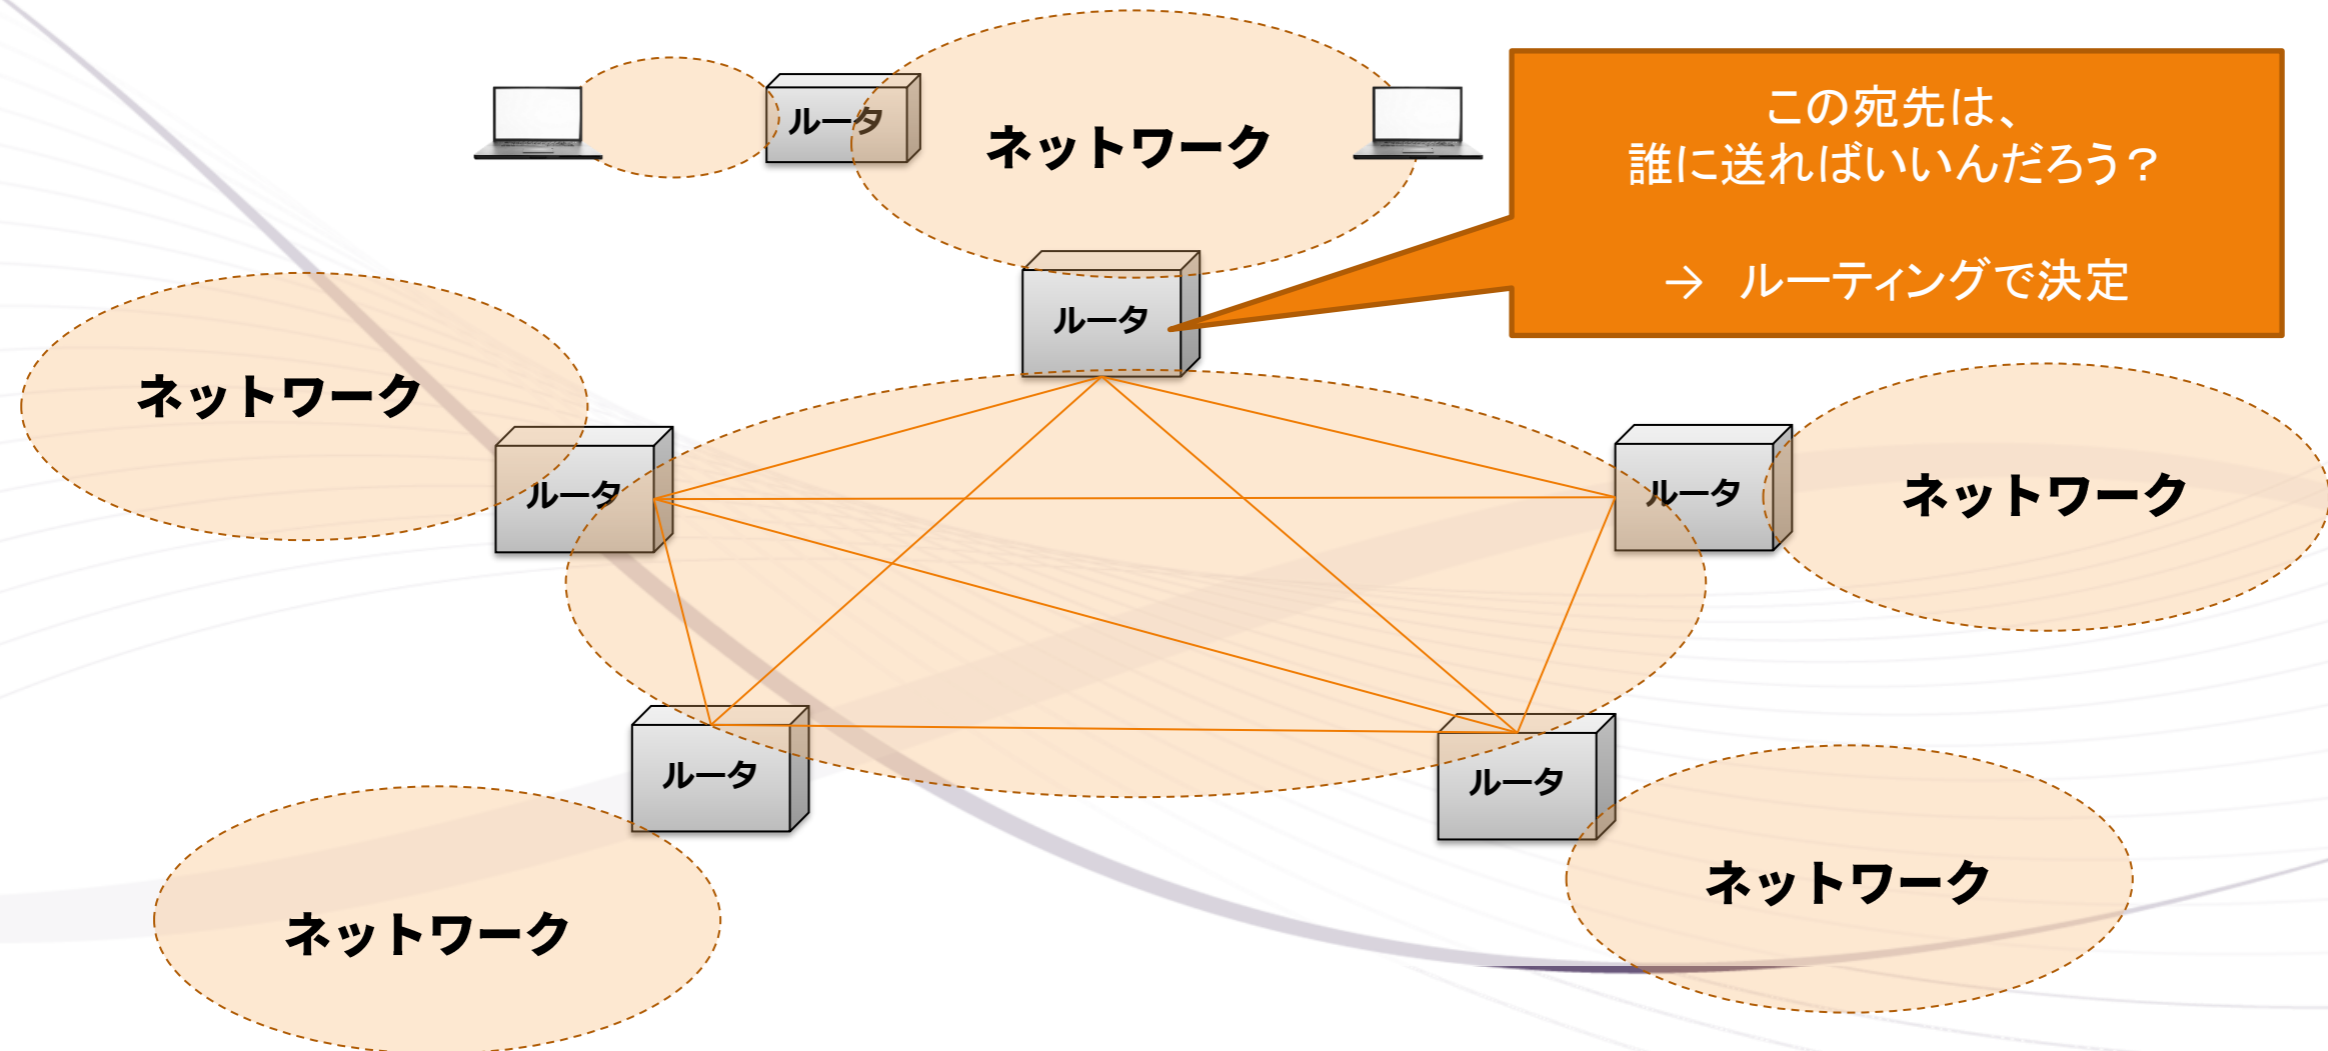 ルータ
ネットワーク
この宛先は、
誰に送ればいいんだろう？
→ ルーティングで決定
ルータ
ネットワーク
ルータ
ルータ
ネットワーク
ルータ
ルータ
ネットワーク
ネットワーク